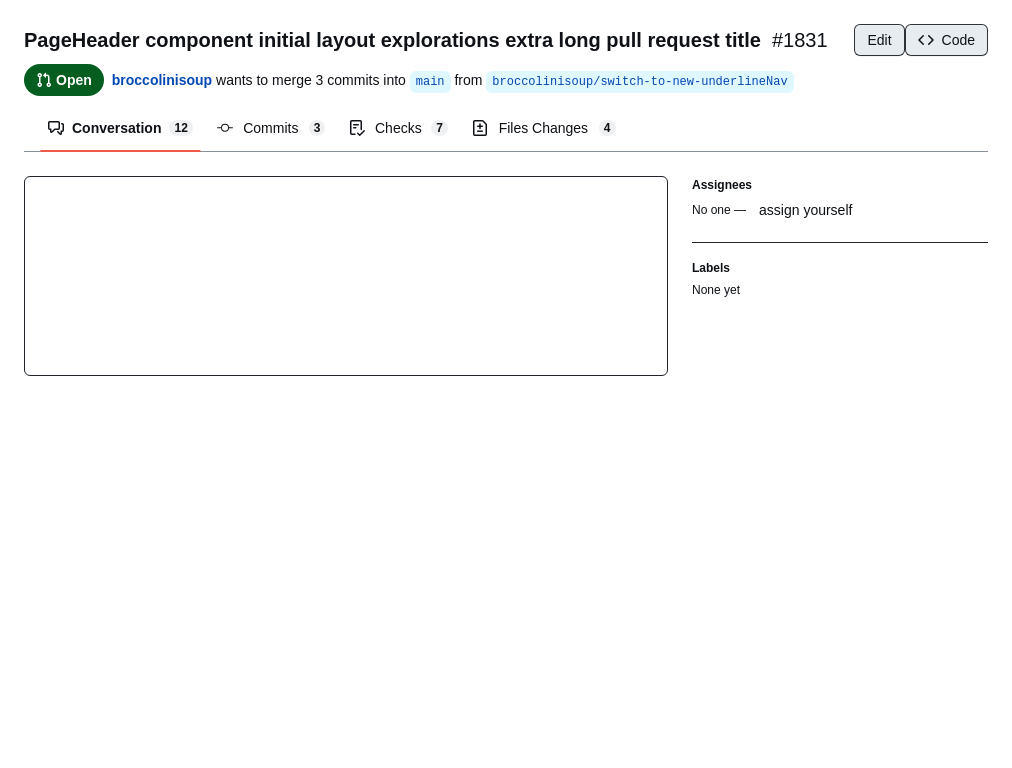 PageHeader component initial layout explorations extra long pull request title #1831 Edit Code
Open broccolinisoup wants to merge 3 commits into main from broccolinisoup/switch-to-new-underlineNav
Conversation 12 Commits 3 Checks 7 Files Changes 4
Assignees
No one — assign yourself
Labels
None yet